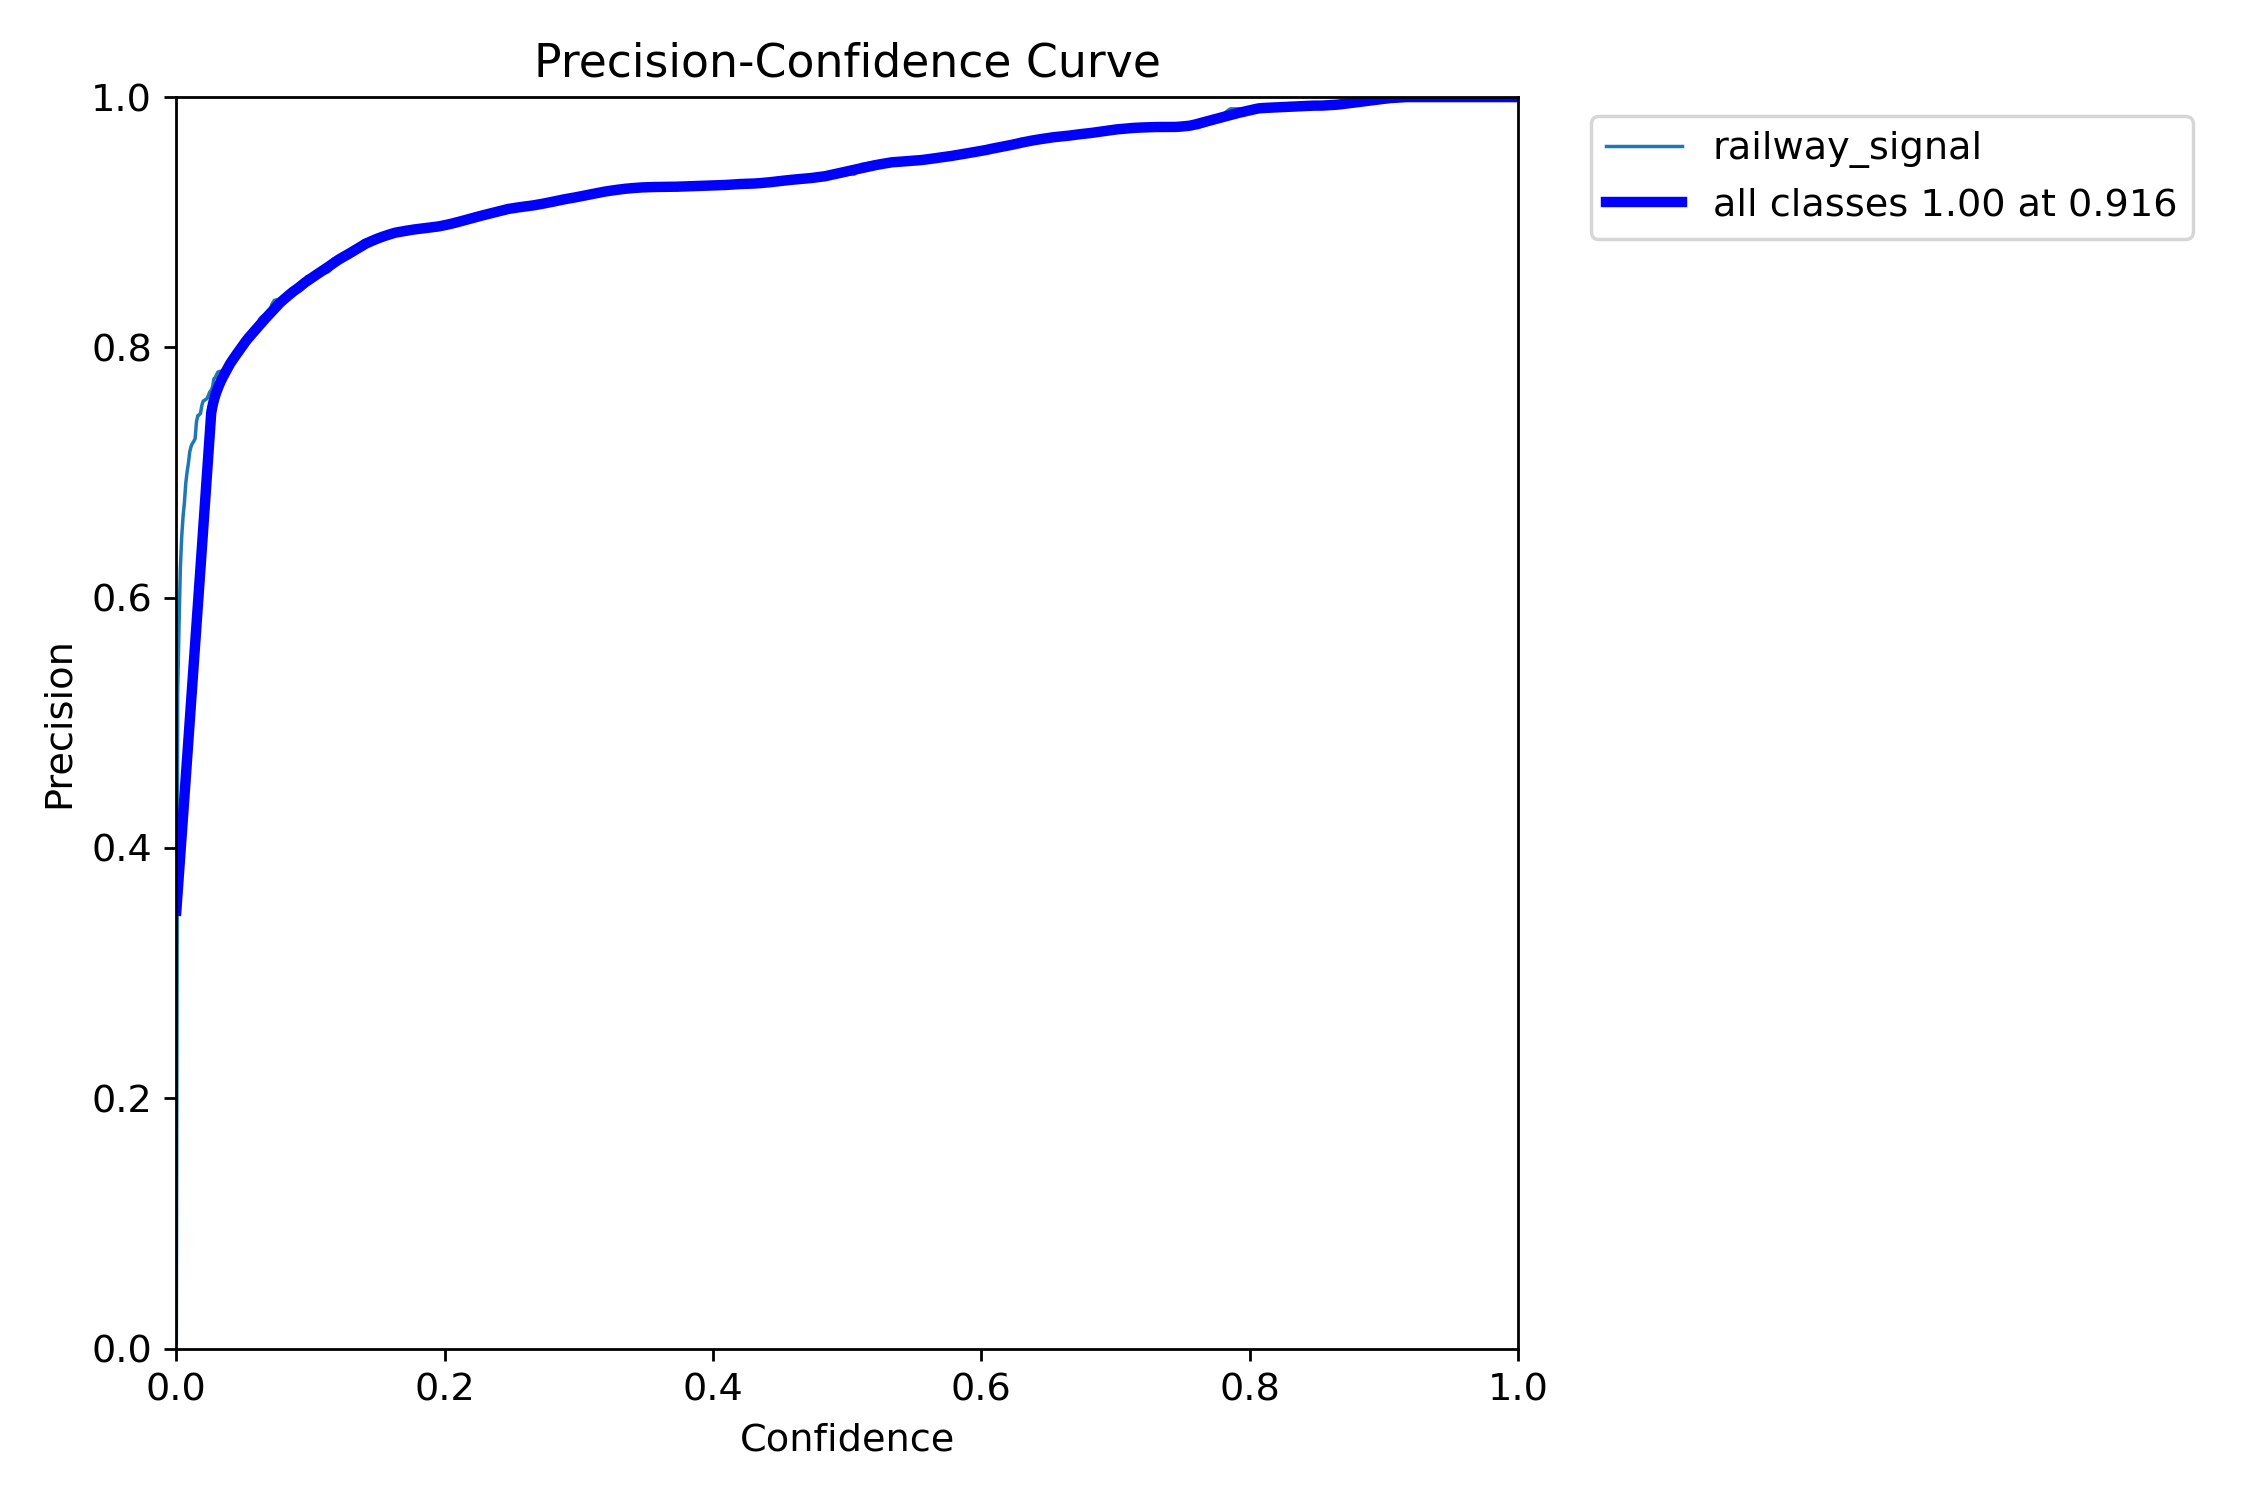 Precision-Confidence Curve
1.0
0.8
0.6
0.4
0.2
0.0
Precision
0.0 0.2 0.4 0.6 0.8 1.0
Confidence
railway_signal
all classes 1.00 at 0.916